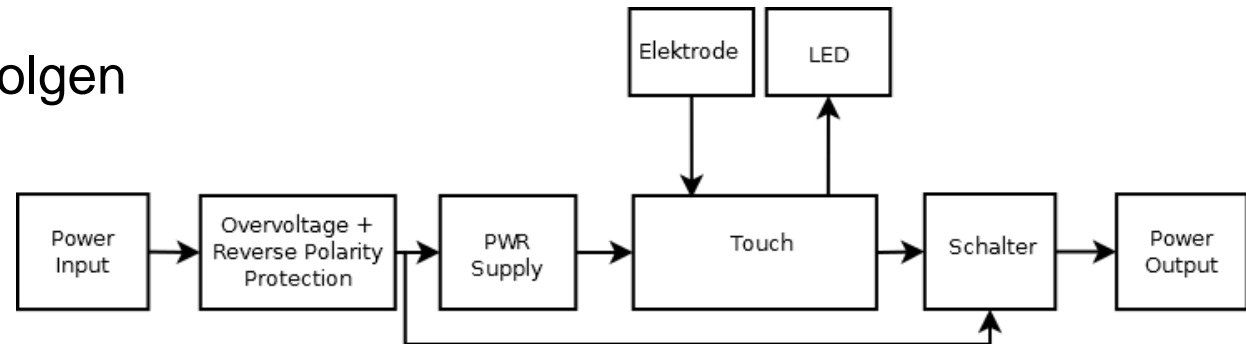 olgen
Elektrode
LED
Power
Input
Overvoltage +
Reverse Polarity
Protection
PWR
Supply
Touch
Schalter
Power
Output